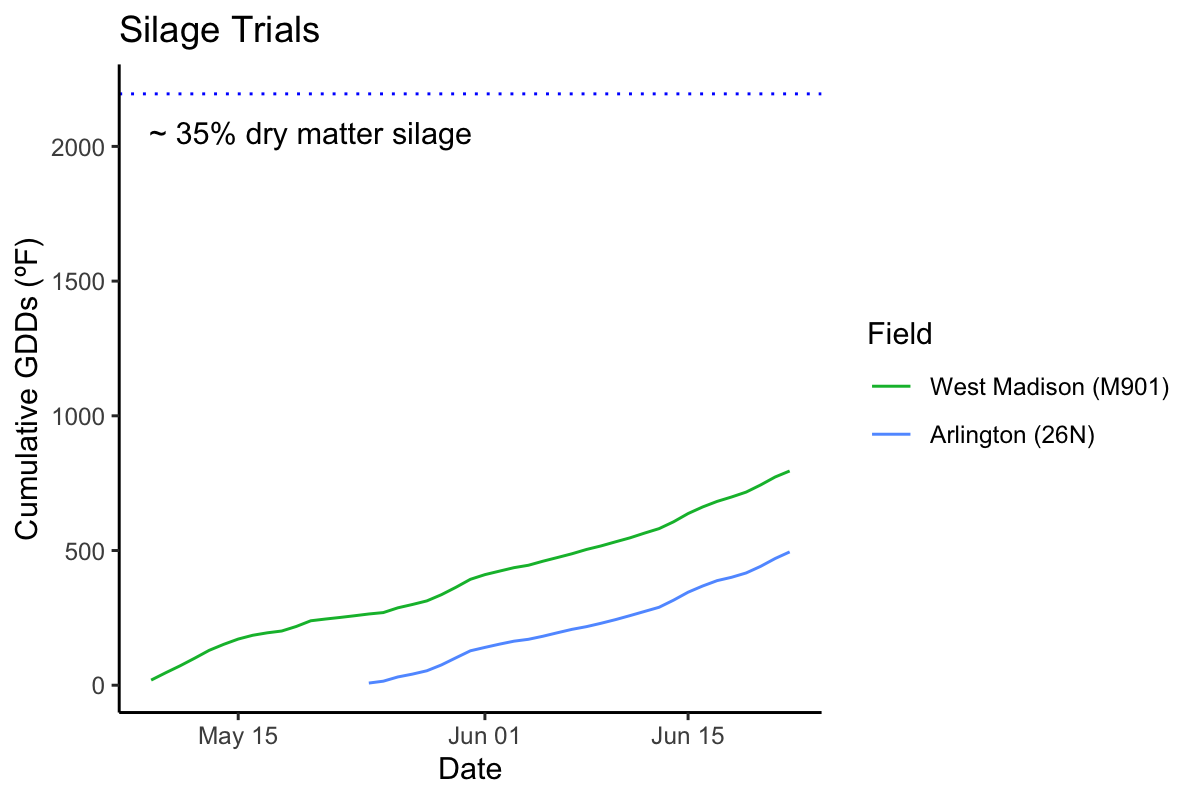 Silage Trials
~ 35% dry matter silage
2000
1500
1000
500
0
Cumulative GDDs (ºF)
May 15
Jun 01
Jun 15
Date
Field
West Madison (M901)
Arlington (26N)